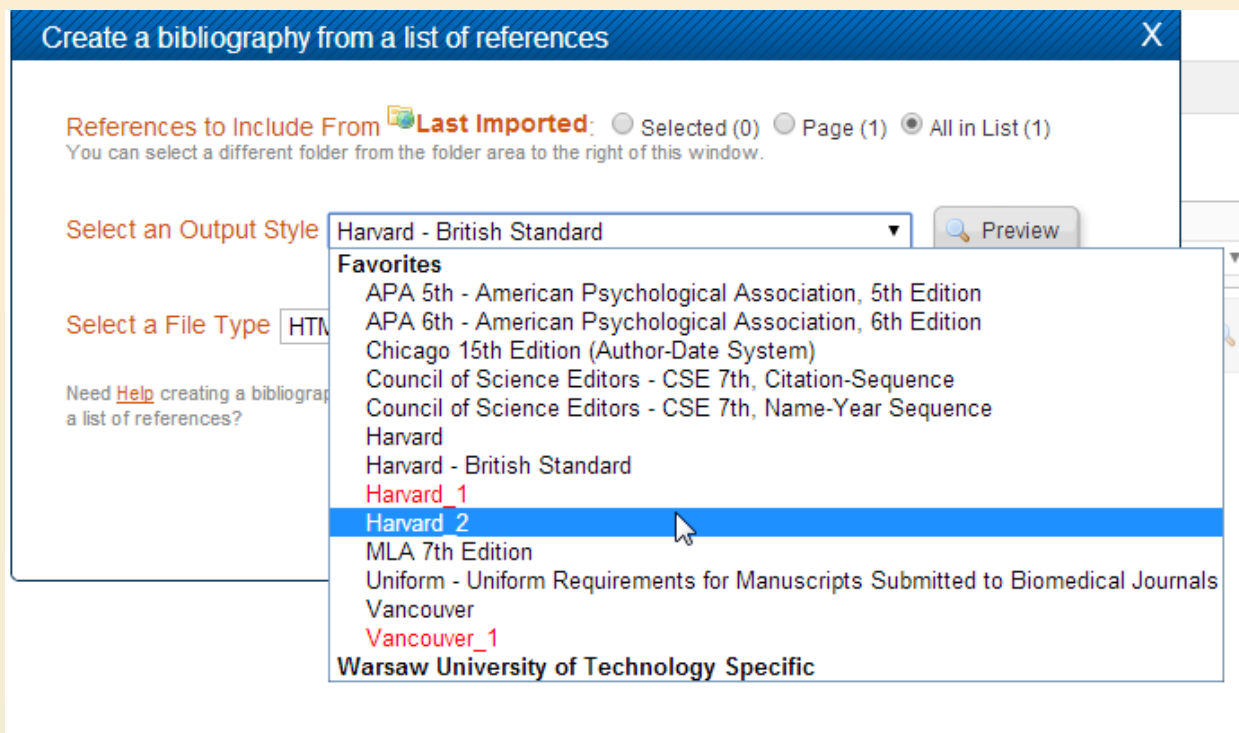 Create a bibliography from a list of references X
References to Include From Last Imported: Selected (0) Page (1) All in List (1)
You can select a different folder from the folder area to the right of this window.
Select an Output Style Harvard - British Standard Preview
Favorites
APA 5th - American Psychological Association, 5th Edition
APA 6th - American Psychological Association, 6th Edition
Select a File Type HTM
Chicago 15th Edition (Author-Date System)
Council of Science Editors - CSE 7th, Citation-Sequence
Need Help creating a bibliograp
a list of references?
Council of Science Editors - CSE 7th, Name-Year Sequence
Harvard
Harvard - British Standard
Harvard_1
Harvard_2
MLA 7th Edition
Uniform - Uniform Requirements for Manuscripts Submitted to Biomedical Journals
Vancouver
Vancouver_1
Warsaw University of Technology Specific